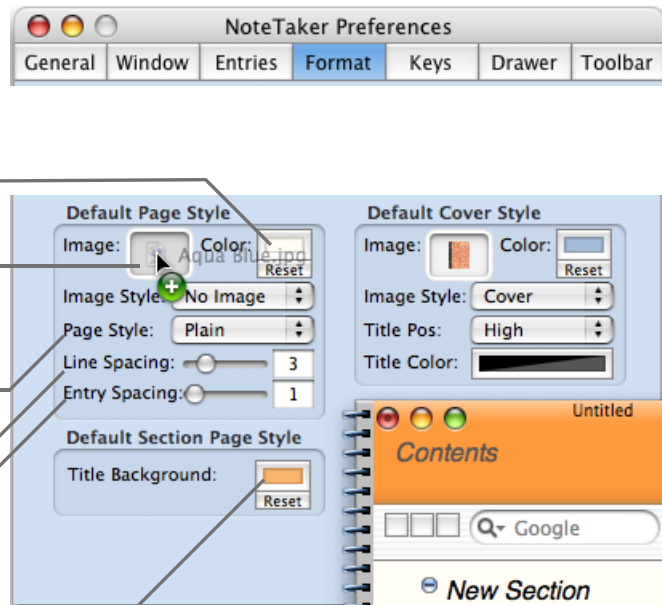 NoteTaker Preferences
General Window Entries Format Keys Drawer Toolbar
Default Page Style
Image: Color:
Aqua Blue.jpg
Reset
Image Style: No Image
Page Style: Plain
Line Spacing: 3
Entry Spacing: 1
Default Section Page Style
Title Background:
Reset
Default Cover Style
Image: Color:
Reset
Image Style: Cover
Title Pos: High
Title Color:
Untitled
Contents
Google
New Section